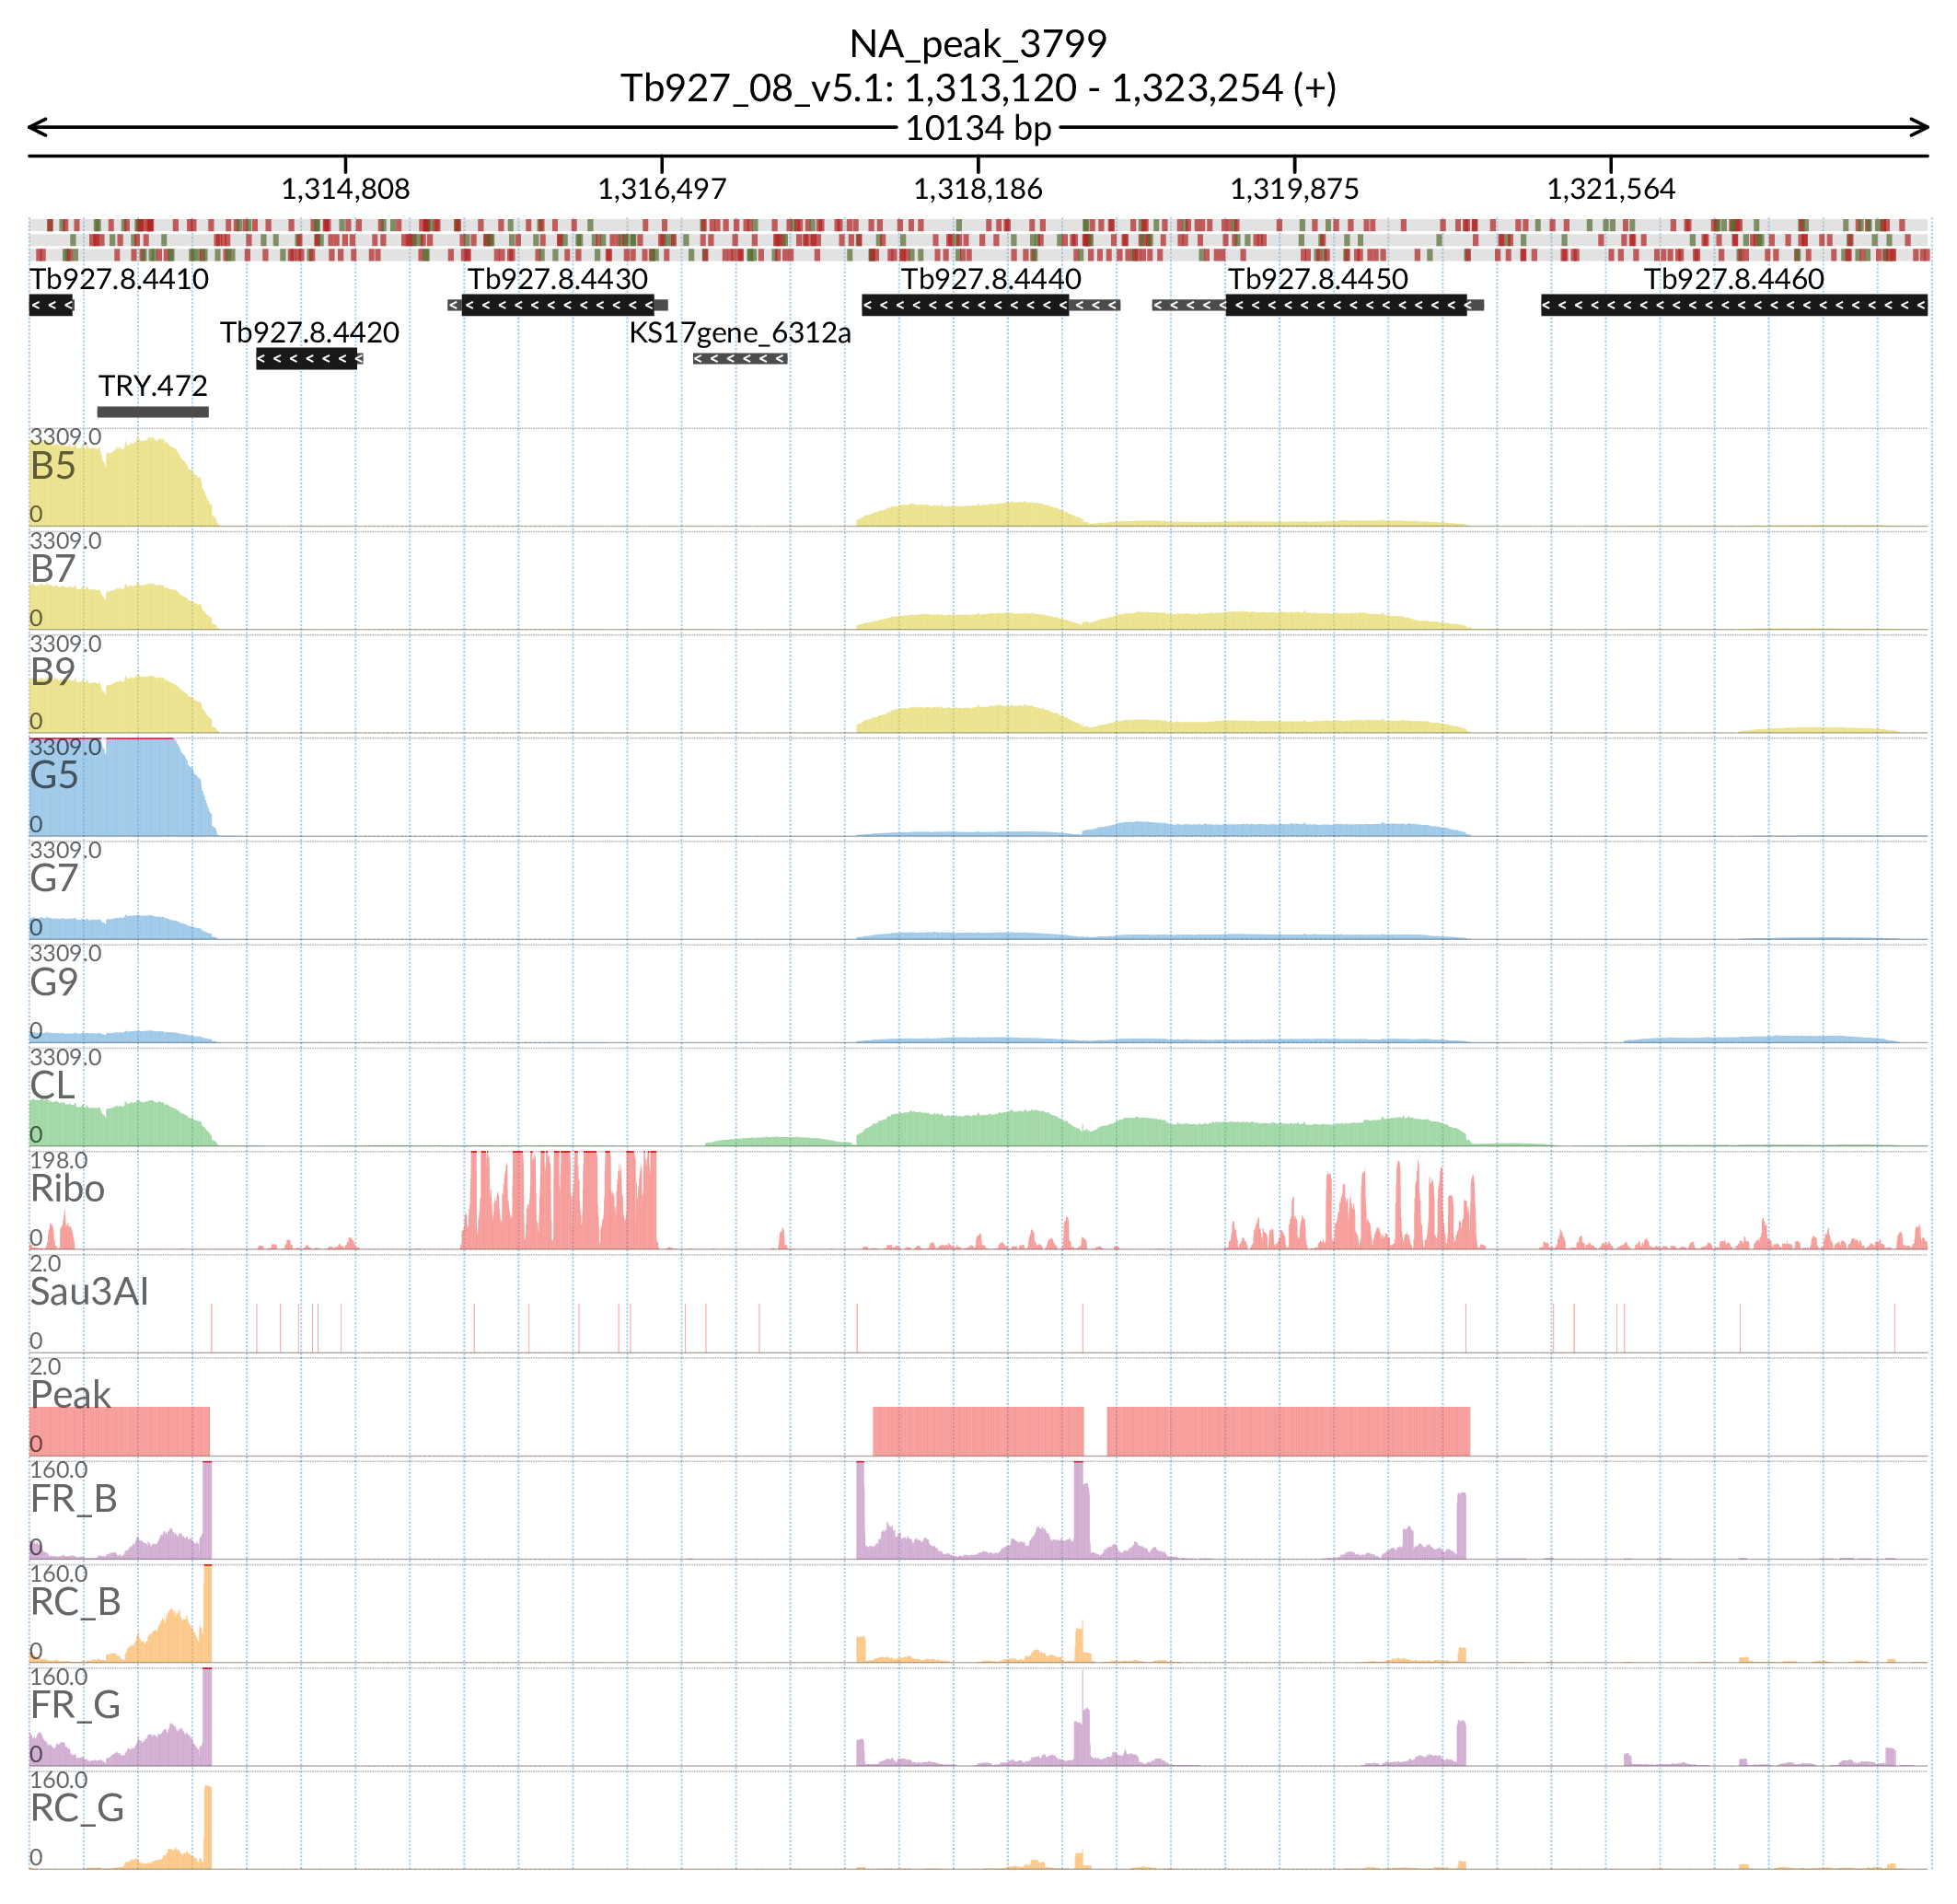 NA_peak_3799
Tb927_08_v5.1: 1,313,120 - 1,323,254 (+)
10134 bp
1,314,808 1,316,497 1,318,186 1,319,875 1,321,564
Tb927.8.4410 Tb927.8.4430 Tb927.8.4440 Tb927.8.4450 Tb927.8.4460
Tb927.8.4420 KS17gene_6312a
TRY.472
3309.0
B5
0
3309.0
B7
0
3309.0
B9
0
3309.0
G5
0
3309.0
G7
0
3309.0
G9
0
3309.0
CL
0
198.0
Ribo
0
2.0
Sau3AI
0
2.0
Peak
0
160.0
FR_B
0
160.0
RC_B
0
160.0
FR_G
0
160.0
RC_G
0